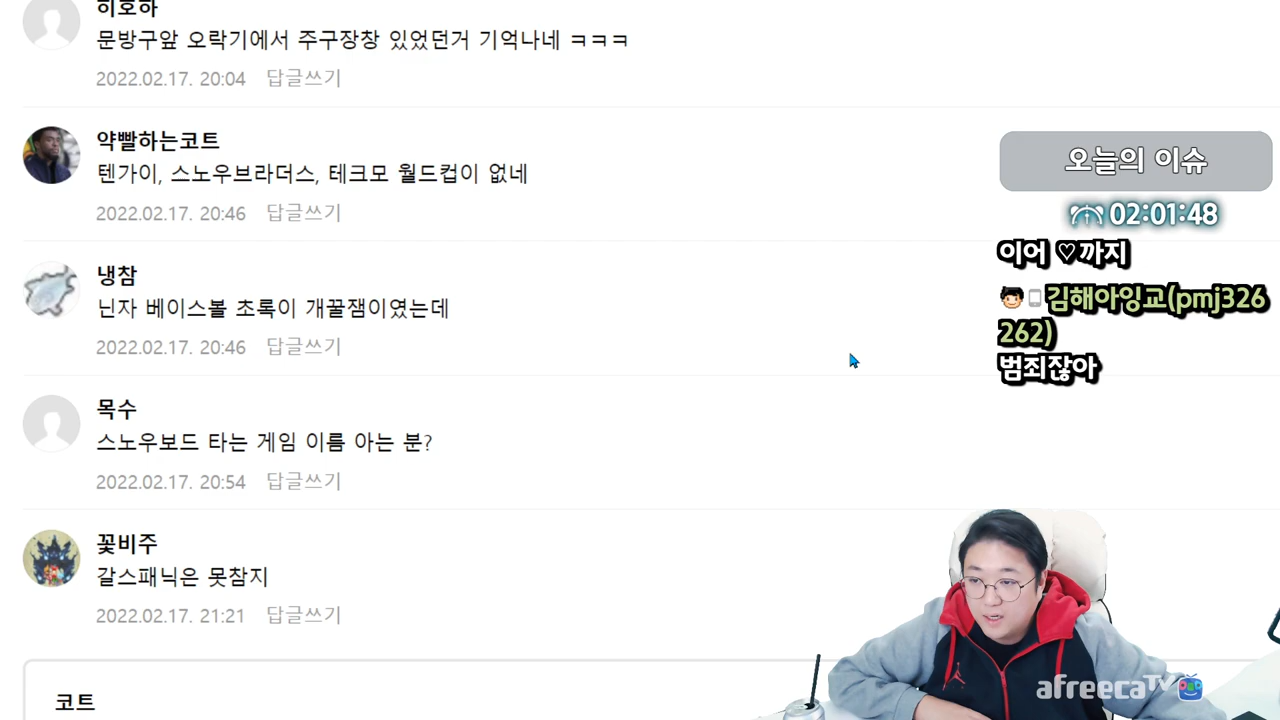 히호하
문방구앞 오락기에서 주구장창 있었던거 기억나네 ㅋㅋㅋ
2022.02.17. 20:04 답글쓰기
약빨하는코트
텐가이, 스노우브라더스, 테크모 월드컵이 없네
2022.02.17. 20:46 답글쓰기
냉참
닌자 베이스볼 초록이 개꿀잼이였는데
2022.02.17. 20:46 답글쓰기
목수
스노우보드 타는 게임 이름 아는 분?
2022.02.17. 20:54 답글쓰기
꽃비주
갈스패닉은 못참지
2022.02.17. 21:21 답글쓰기
코트
오늘의 이슈
02:01:48
이어 ♡까지
김해아잉교(pmj326
262)
범죄잖아
afreecaTV